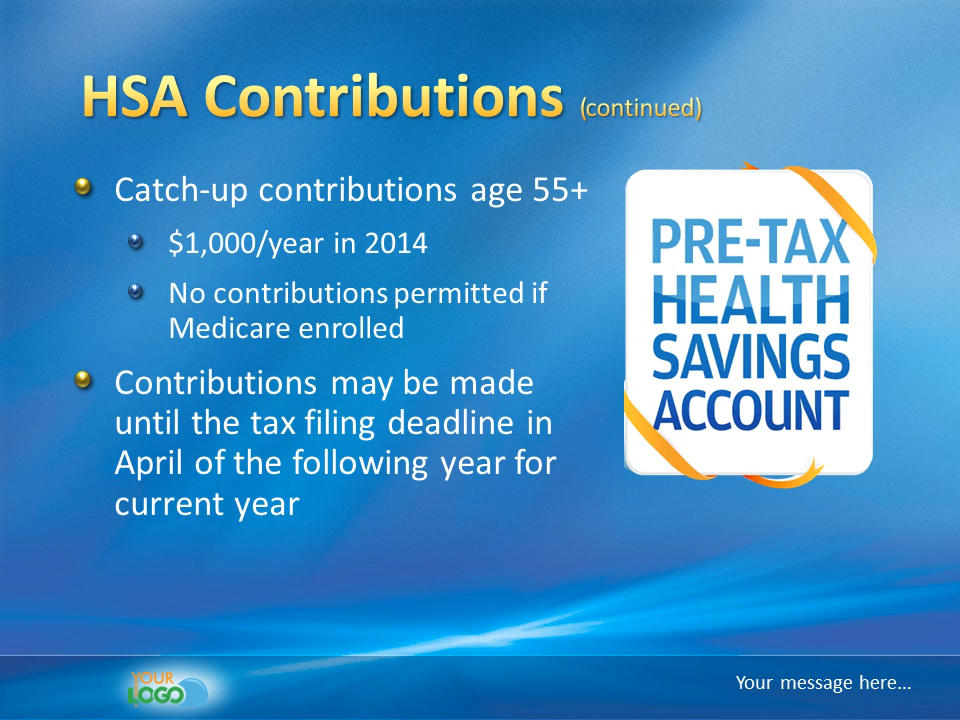 HSA Contributions (continued)
Catch-up contributions age 55+
$1,000/year in 2014
No contributions permitted if
Medicare enrolled
Contributions may be made
until the tax filing deadline in
April of the following year for
current year
PRE-TAX
HEALTH
SAVINGS
ACCOUNT
YOUR
LOGO
Your message here...